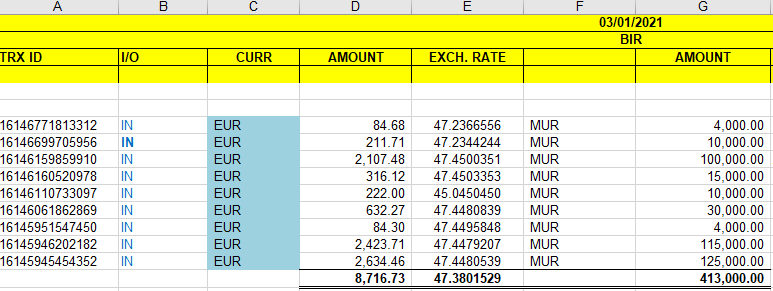 A B C D E F G
03/01/2021
BIR
TRX ID I/O CURR AMOUNT EXCH. RATE AMOUNT
16146771813312 IN EUR 84.68 47.2366556 MUR 4,000.00
16146699705956 IN EUR 211.71 47.2344244 MUR 10,000.00
16146159859910 IN EUR 2,107.48 47.4500351 MUR 100,000.00
16146160520978 IN EUR 316.12 47.4503353 MUR 15,000.00
16146110733097 IN EUR 222.00 45.0450450 MUR 10,000.00
16146061862869 IN EUR 632.27 47.4480839 MUR 30,000.00
16145951547450 IN EUR 84.30 47.4495848 MUR 4,000.00
16145946202182 IN EUR 2,423.71 47.4479207 MUR 115,000.00
16145945454352 IN EUR 2,634.46 47.4480539 MUR 125,000.00
8,716.73 47.3801529 413,000.00